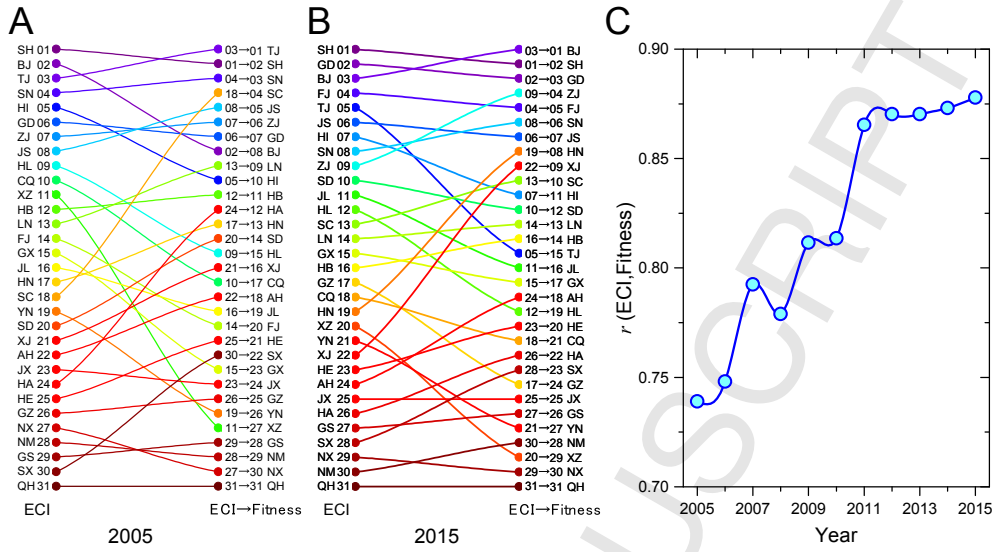 A
SH 01 03→01 TJ
BJ 02 01→02 SH
TJ 03 04→03 SN
SN 04 18→04 SC
HI 05 08→05 JS
GD 06 07→06 ZJ
ZJ 07 06→07 GD
JS 08 02→08 BJ
HL 09 13→09 LN
CQ 10 05→10 HI
XZ 11 12→11 HB
HB 12 24→12 HA
LN 13 17→13 HN
FJ 14 20→14 SD
GX 15 09→15 HL
JL 16 21→16 XJ
HN 17 10→17 CQ
SC 18 22→18 AH
YN 19 16→19 JL
SD 20 14→20 FJ
XJ 21 25→21 HE
AH 22 30→22 SX
JX 23 15→23 GX
HA 24 23→24 JX
HE 25 26→25 GZ
GZ 26 19→26 YN
NX 27 11→27 XZ
NM 28 29→28 GS
GS 29 28→29 NM
SX 30 27→30 NX
QH 31 31→31 QH
ECI ECI→Fitness
2005
B
SH 01 03→01 BJ
GD 02 01→02 SH
BJ 03 02→03 GD
FJ 04 09→04 ZJ
TJ 05 04→05 FJ
JS 06 08→06 SN
HI 07 06→07 JS
SN 08 19→08 HN
ZJ 09 22→09 XJ
SD 10 13→10 SC
JL 11 07→11 HI
HL 12 10→12 SD
SC 13 14→13 LN
LN 14 16→14 HB
GX 15 05→15 TJ
HB 16 11→16 JL
GZ 17 15→17 GX
CQ 18 24→18 AH
HN 19 12→19 HL
XZ 20 23→20 HE
YN 21 18→21 CQ
XJ 22 26→22 HA
HE 23 28→23 SX
AH 24 17→24 GZ
JX 25 25→25 JX
HA 26 27→26 GS
GS 27 21→27 YN
SX 28 30→28 NM
NX 29 20→29 XZ
NM 30 29→30 NX
QH 31 31→31 QH
ECI ECI→Fitness
2015
C
r (ECI,Fitness)
0.90
0.85
0.80
0.75
0.70
2005 2007 2009 2011 2013 2015
Year
USCRIPT